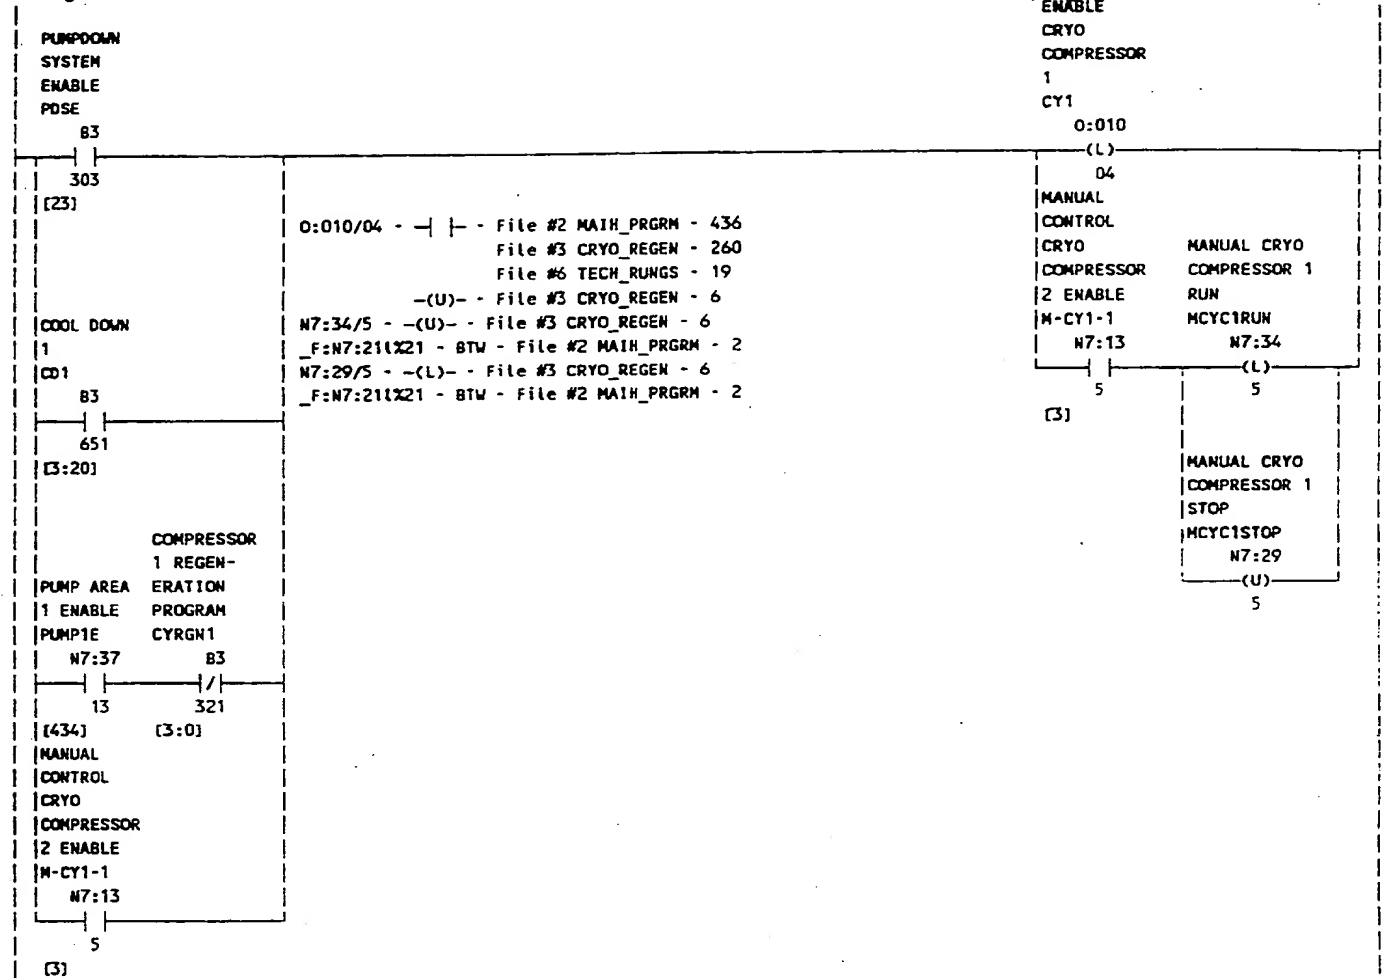 ENABLE
CRYO
COMPRESSOR
1
CY1
O:010
(L)
04
PUMPDOWN
SYSTEM
ENABLE
PDSE
B3
303
[23]
O:010/04 - ─┤ ├─ - File #2 MAIN_PRGRM - 436
File #3 CRYO_REGEN - 260
File #6 TECH_RUNGS - 19
─(U)─ - File #3 CRYO_REGEN - 6
N7:34/5 - ─(U)─ - File #3 CRYO_REGEN - 6
_F:N7:211%21 - BTW - File #2 MAIN_PRGRM - 2
N7:29/5 - ─(L)─ - File #3 CRYO_REGEN - 6
_F:N7:211%21 - BTW - File #2 MAIN_PRGRM - 2
MANUAL
CONTROL
CRYO
COMPRESSOR
2 ENABLE
M-CY1-1
N7:13
5
[3]
MANUAL CRYO
COMPRESSOR 1
RUN
MCYC1RUN
N7:34
(L)
5
MANUAL CRYO
COMPRESSOR 1
STOP
MCYC1STOP
N7:29
(U)
5
COOL DOWN
1
CD1
B3
651
[3:20]
PUMP AREA
1 ENABLE
PUMP1E
N7:37
13
[434]
COMPRESSOR
1 REGEN-
ERATION
PROGRAM
CYRGN1
B3
321
[3:0]
MANUAL
CONTROL
CRYO
COMPRESSOR
2 ENABLE
M-CY1-1
N7:13
5
[3]